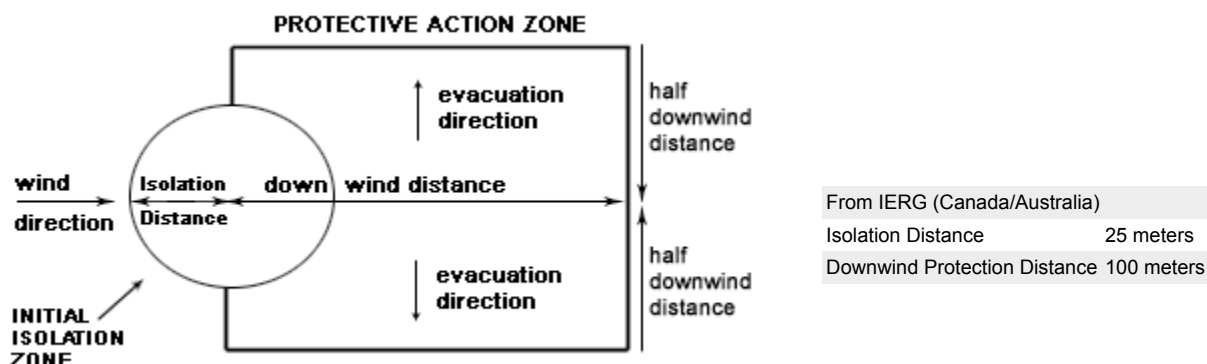 PROTECTIVE ACTION ZONE
evacuation
direction
half
downwind
distance
wind
direction
Isolation
Distance
down wind distance
evacuation
direction
half
downwind
distance
INITIAL
ISOLATION
ZONE
From IERG (Canada/Australia)
Isolation Distance 25 meters
Downwind Protection Distance 100 meters